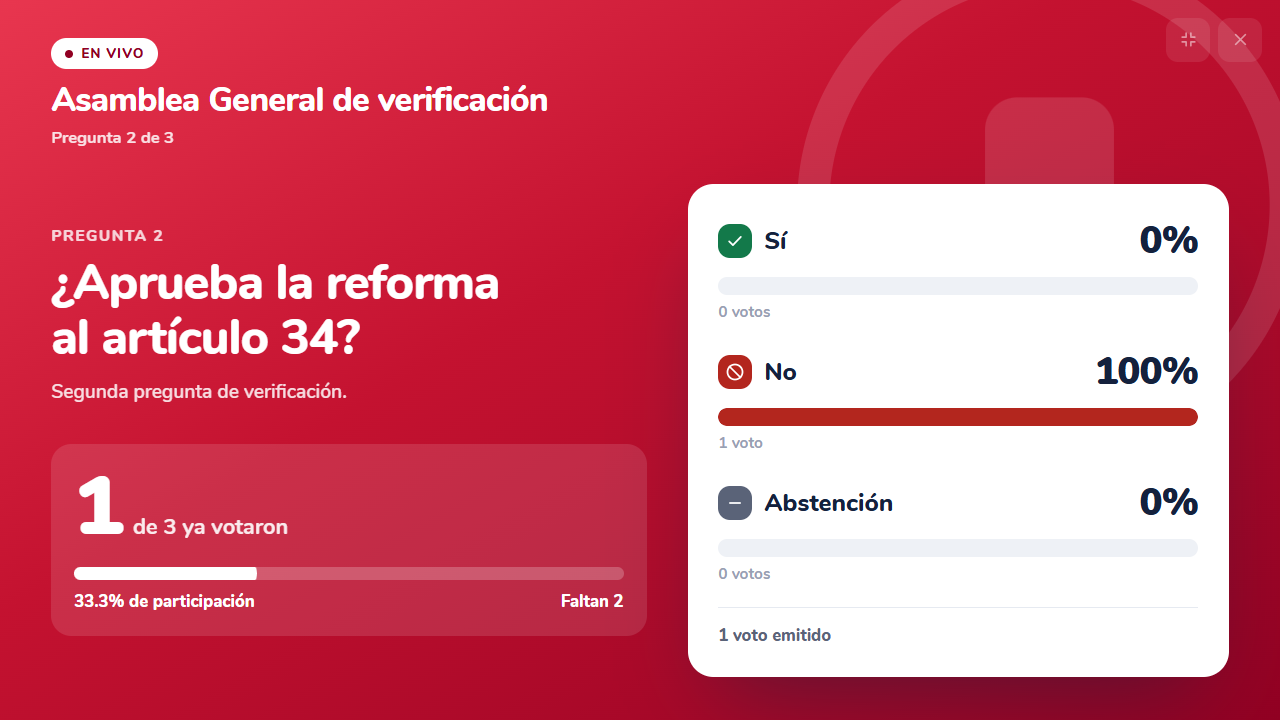 EN VIVO
Asamblea General de verificación
Pregunta 2 de 3
PREGUNTA 2
¿Aprueba la reforma
al artículo 34?
Segunda pregunta de verificación.
1 de 3 ya votaron
33.3% de participación
Faltan 2
Sí
0%
0 votos
No
100%
1 voto
Abstención
0%
0 votos
1 voto emitido